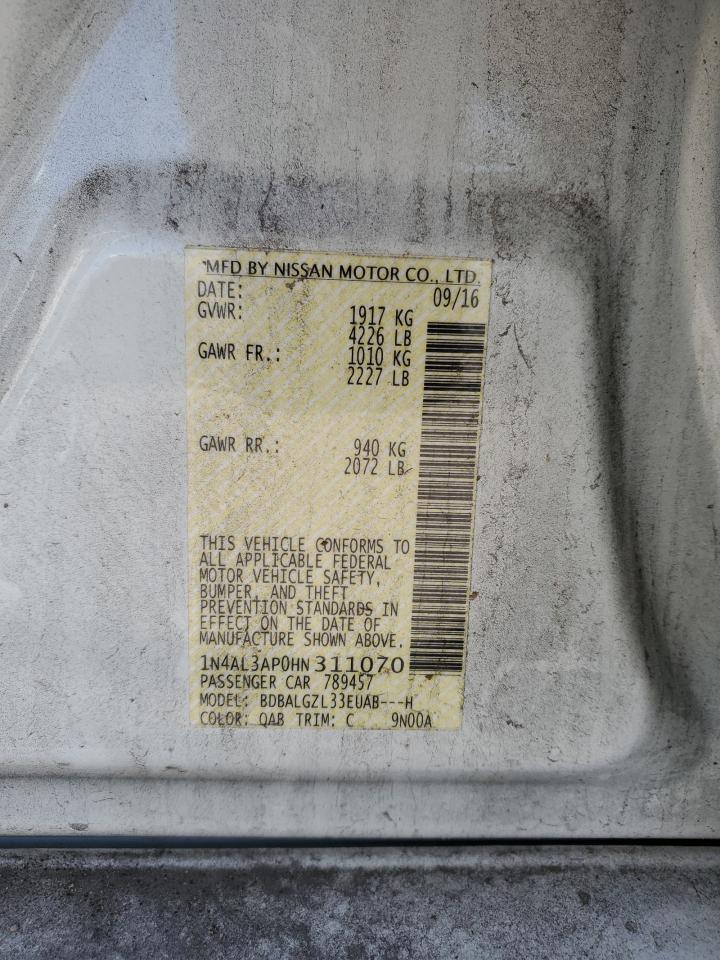 MFD BY NISSAN MOTOR CO., LTD.
DATE: 09/16
GVWR: 1917 KG
4226 LB
GAWR FR.: 1010 KG
2227 LB
GAWR RR.: 940 KG
2072 LB
THIS VEHICLE CONFORMS TO
ALL APPLICABLE FEDERAL
MOTOR VEHICLE SAFETY,
BUMPER, AND THEFT
PREVENTION STANDARDS IN
EFFECT ON THE DATE OF
MANUFACTURE SHOWN ABOVE.
1N4AL3AP0HN311070
PASSENGER CAR 789457
MODEL: BDBALGZL33EUAB---H
COLOR: QAB TRIM: C 9N00A